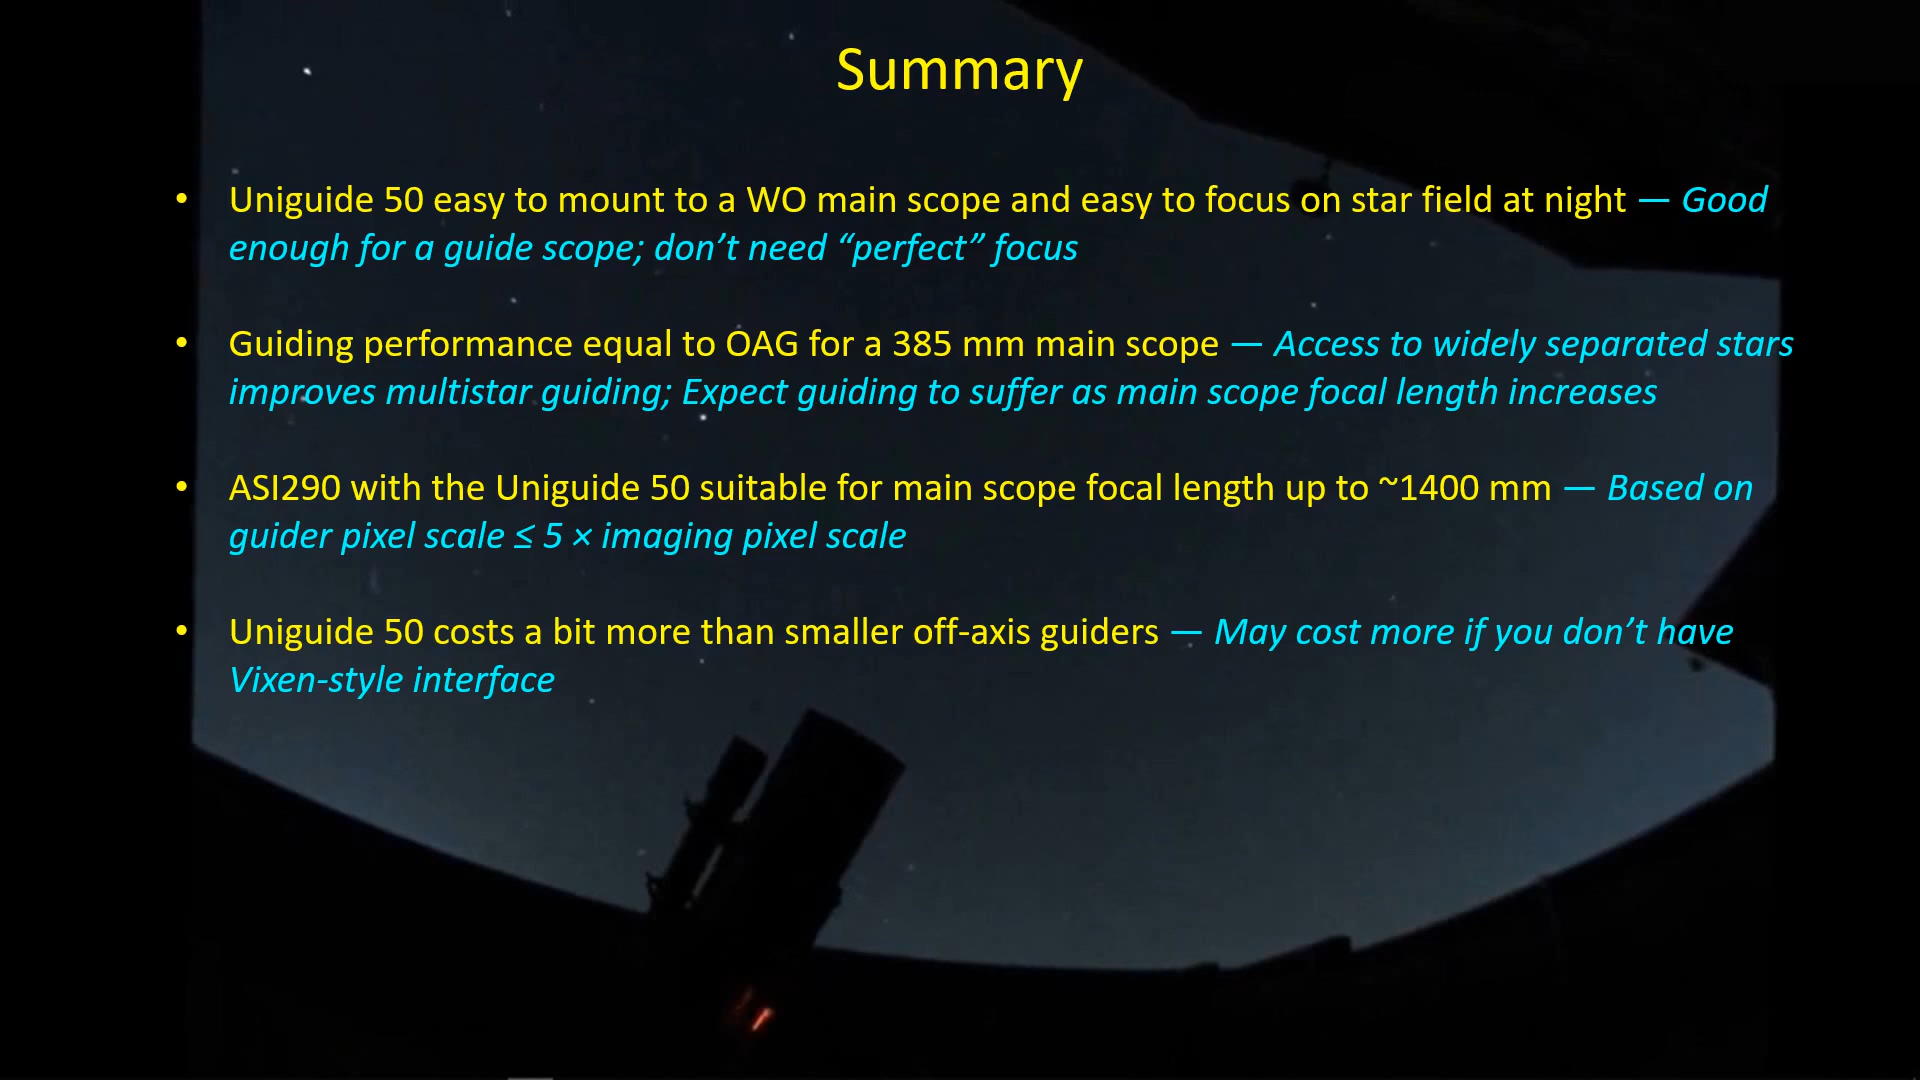 Summary
• Uniguide 50 easy to mount to a WO main scope and easy to focus on star field at night — Good
enough for a guide scope; don’t need “perfect” focus
• Guiding performance equal to OAG for a 385 mm main scope — Access to widely separated stars
improves multistar guiding; Expect guiding to suffer as main scope focal length increases
• ASI290 with the Uniguide 50 suitable for main scope focal length up to ~1400 mm — Based on
guider pixel scale ≤ 5 × imaging pixel scale
• Uniguide 50 costs a bit more than smaller off-axis guiders — May cost more if you don’t have
Vixen-style interface